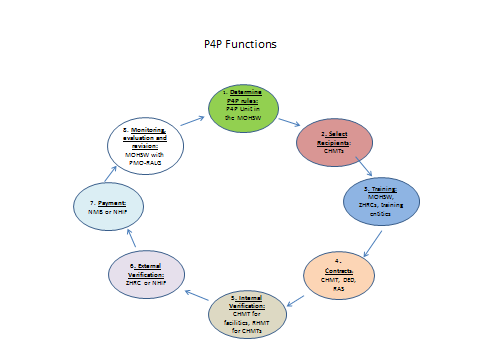 P4P Functions
1. Determine
P4P rules:
P4P Unit in
the MOHSW
2. Select
Recipients:
CHMTs
3. Training:
MOHSW,
ZHRCs, training
entities
4.
Contracts:
CHMT, DED,
RAS
5. Internal
Verification:
CHMT for
facilities, RHMT
for CHMTs
6. External
Verification:
ZHRC or NHIF
7. Payment:
NMB or NHIF
8. Monitoring,
evaluation and
revision:
MOHSW with
PMO-RALG